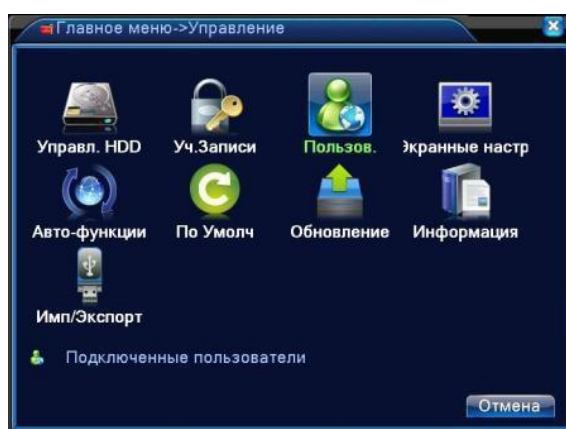 Главное меню->Управление
Управл. HDD Уч.Записи Пользов. Экранные настр
Авто-функции По Умолч Обновление Информация
Имп/Экспорт
Подключенные пользователи
Отмена